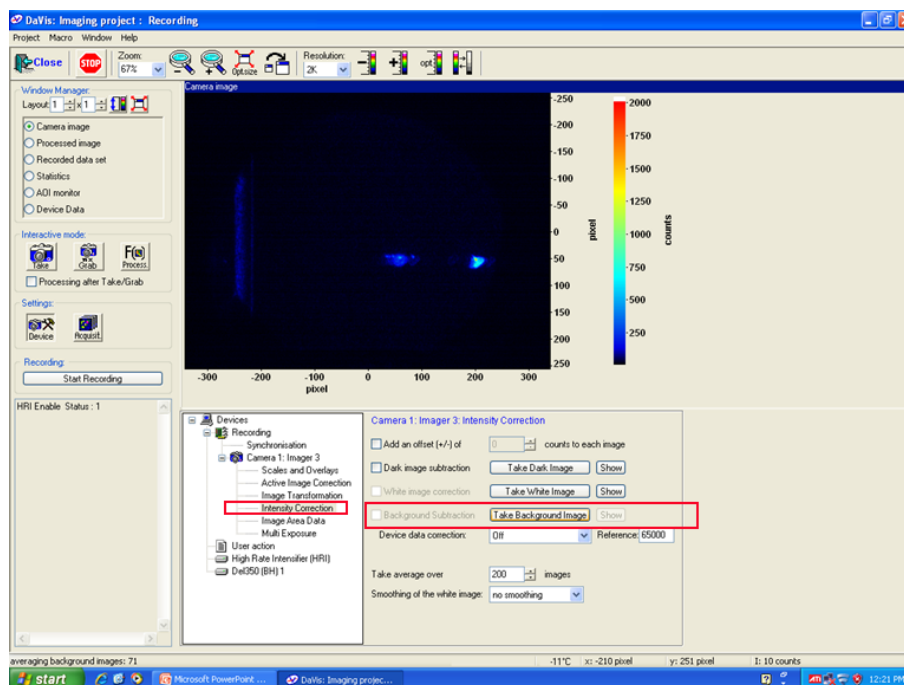 DaVis: Imaging project : Recording
Project Macro Window Help
Close
STOP
Zoom:
67%
Optsize
Resolution:
2K
opt
Window Manager:
Layout: 1 x 1
Camera image
Processed image
Recorded data set
Statistics
AOI monitor
Device Data
Interactive mode:
Take
Grab
F(
Process.
Processing after Take/Grab
Settings:
Device
Acquisit.
Recording:
Start Recording
HRI Enable Status : 1
Camera image
-250
-200
-150
-100
-50
-0
50
100
150
200
250
pixel
2000
1750
1500
1250
1000
750
500
250
counts
-300 -200 -100 0 100 200 300
pixel
Devices
Recording
Synchronisation
Camera 1: Imager 3
Scales and Overlays
Active Image Correction
Image Transformation
Intensity Correction
Image Area Data
Multi Exposure
User action
High Rate Intensifier (HRI)
Del350 (BH) 1
Camera 1: Imager 3: Intensity Correction
Add an offset (+/-) of 0 counts to each image
Dark image subtraction Take Dark Image Show
White image correction Take White Image Show
Background Subtraction Take Background Image Show
Device data correction: Off Reference: 65000
Take average over 200 images
Smoothing of the white image: no smoothing
averaging background images: 71
-11°C x: -210 pixel y: 251 pixel I: 10 counts
start
Microsoft PowerPoint ...
DaVis: Imaging projec...
12:21 PM